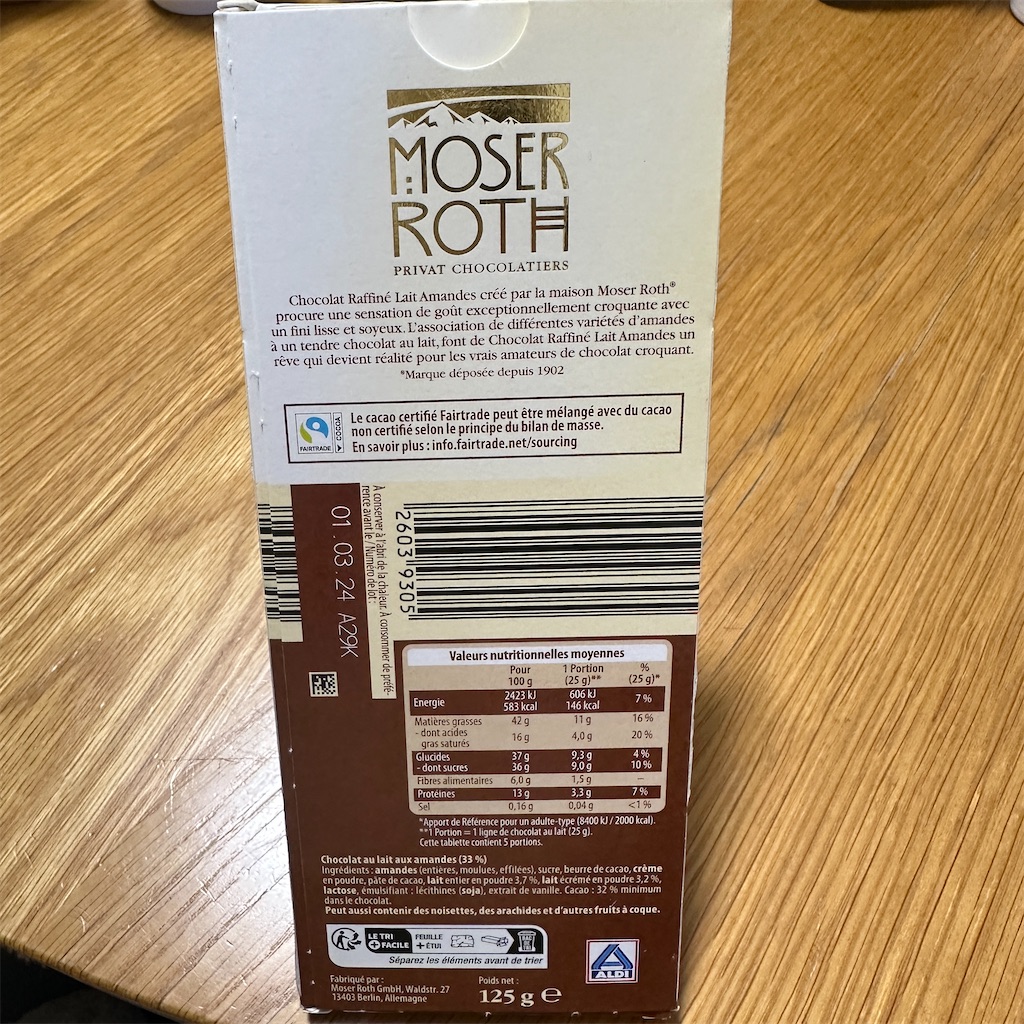 MOSER
ROTH
PRIVAT CHOCOLATIERS
Chocolat Raffiné Lait Amandes créé par la maison Moser Roth®
procure une sensation de goût exceptionnellement croquante avec
un fini lisse et soyeux. L'association de différentes variétés d'amandes
à un tendre chocolat au lait, font de Chocolat Raffiné Lait Amandes un
rêve qui devient réalité pour les vrais amateurs de chocolat croquant.
*Marque déposée depuis 1902
FAIRTRADE
COCOA
Le cacao certifié Fairtrade peut être mélangé avec du cacao
non certifié selon le principe du bilan de masse.
En savoir plus : info.fairtrade.net/sourcing
À conserver à l'abri de la chaleur. À consommer de préfé-
rence avant le / Numéro de lot :
01.03.24 A29K
26039305
Valeurs nutritionnelles moyennes
Pour 100 g 1 Portion (25 g)** % (25 g)*
Energie 2423 kJ 606 kJ 7 %
583 kcal 146 kcal
Matières grasses 42 g 11 g 16 %
- dont acides
gras saturés 16 g 4,0 g 20 %
Glucides 37 g 9,3 g 4 %
- dont sucres 36 g 9,0 g 10 %
Fibres alimentaires 6,0 g 1,5 g –
Protéines 13 g 3,3 g 7 %
Sel 0,16 g 0,04 g <1 %
*Apport de Référence pour un adulte-type (8400 kJ / 2000 kcal).
**1 Portion = 1 ligne de chocolat au lait (25 g).
Cette tablette contient 5 portions.
Chocolat au lait aux amandes (33 %)
Ingrédients : amandes (entières, moulues, effilées), sucre, beurre de cacao, crème
en poudre, pâte de cacao, lait entier en poudre 3,7 %, lait écrémé en poudre 3,2 %,
lactose, émulsifiant : lécithines (soja), extrait de vanille. Cacao : 32 % minimum
dans le chocolat.
Peut aussi contenir des noisettes, des arachides et d'autres fruits à coque.
LE TRI
+ FACILE
FEUILLE
+ ÉTUI
BAC
DE
TRI
Séparez les éléments avant de trier
ALDI
Fabriqué par :
Moser Roth GmbH, Waldstr. 27
13403 Berlin, Allemagne
Poids net :
125 g ℮